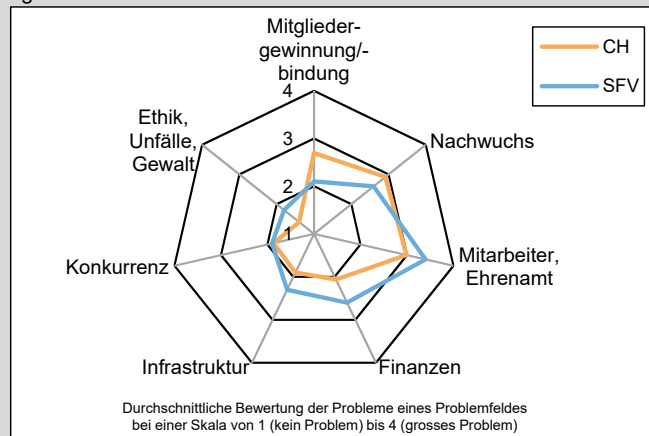 Mitglieder-
gewinnung/-
bindung
CH
SFV
4
3
2
1
Ethik,
Unfälle,
Gewalt
Nachwuchs
Konkurrenz
Mitarbeiter,
Ehrenamt
Infrastruktur
Finanzen
Durchschnittliche Bewertung der Probleme eines Problemfeldes
bei einer Skala von 1 (kein Problem) bis 4 (grosses Problem)